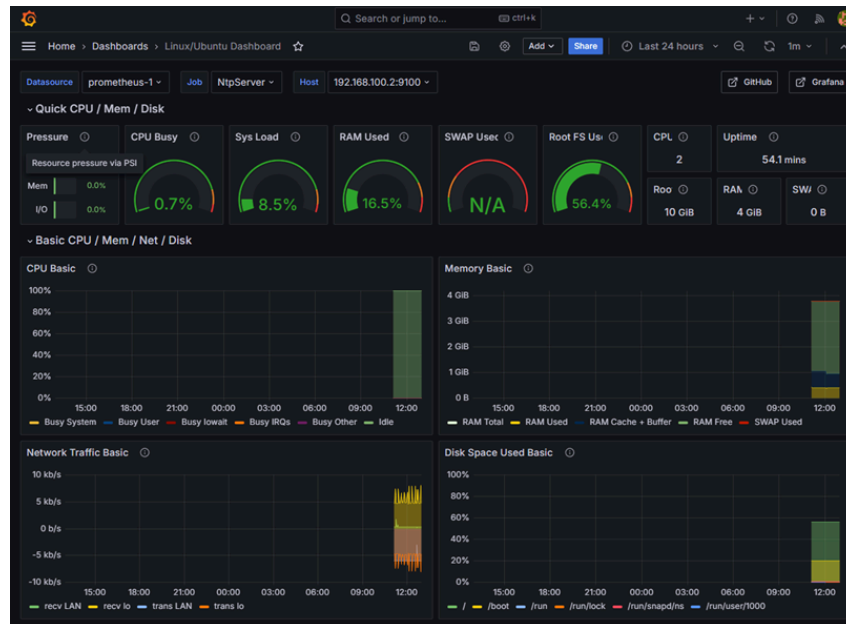 Search or jump to... ctrl+k
Home › Dashboards › Linux/Ubuntu Dashboard Add Share Last 24 hours 1m
Datasource prometheus-1 Job NtpServer Host 192.168.100.2:9100 GitHub Grafana
Quick CPU / Mem / Disk
Pressure CPU Busy Sys Load RAM Used SWAP Usec Root FS Us CPL Uptime
Resource pressure via PSI
2 54.1 mins
Mem 0.0%
I/O 0.0%
0.7% 8.5% 16.5% N/A 56.4%
Roo RAN SW/
10 GiB 4 GiB 0 B
Basic CPU / Mem / Net / Disk
CPU Basic
100%
80%
60%
40%
20%
0%
15:00 18:00 21:00 00:00 03:00 06:00 09:00 12:00
Busy System Busy User Busy Iowait Busy IRQs Busy Other Idle
Memory Basic
4 GiB
3 GiB
2 GiB
1 GiB
0 B
15:00 18:00 21:00 00:00 03:00 06:00 09:00 12:00
RAM Total RAM Used RAM Cache + Buffer RAM Free SWAP Used
Network Traffic Basic
10 kb/s
5 kb/s
0 b/s
-5 kb/s
-10 kb/s
15:00 18:00 21:00 00:00 03:00 06:00 09:00 12:00
recv LAN recv lo trans LAN trans lo
Disk Space Used Basic
100%
80%
60%
40%
20%
0%
15:00 18:00 21:00 00:00 03:00 06:00 09:00 12:00
/ /boot /run /run/lock /run/snapd/ns /run/user/1000